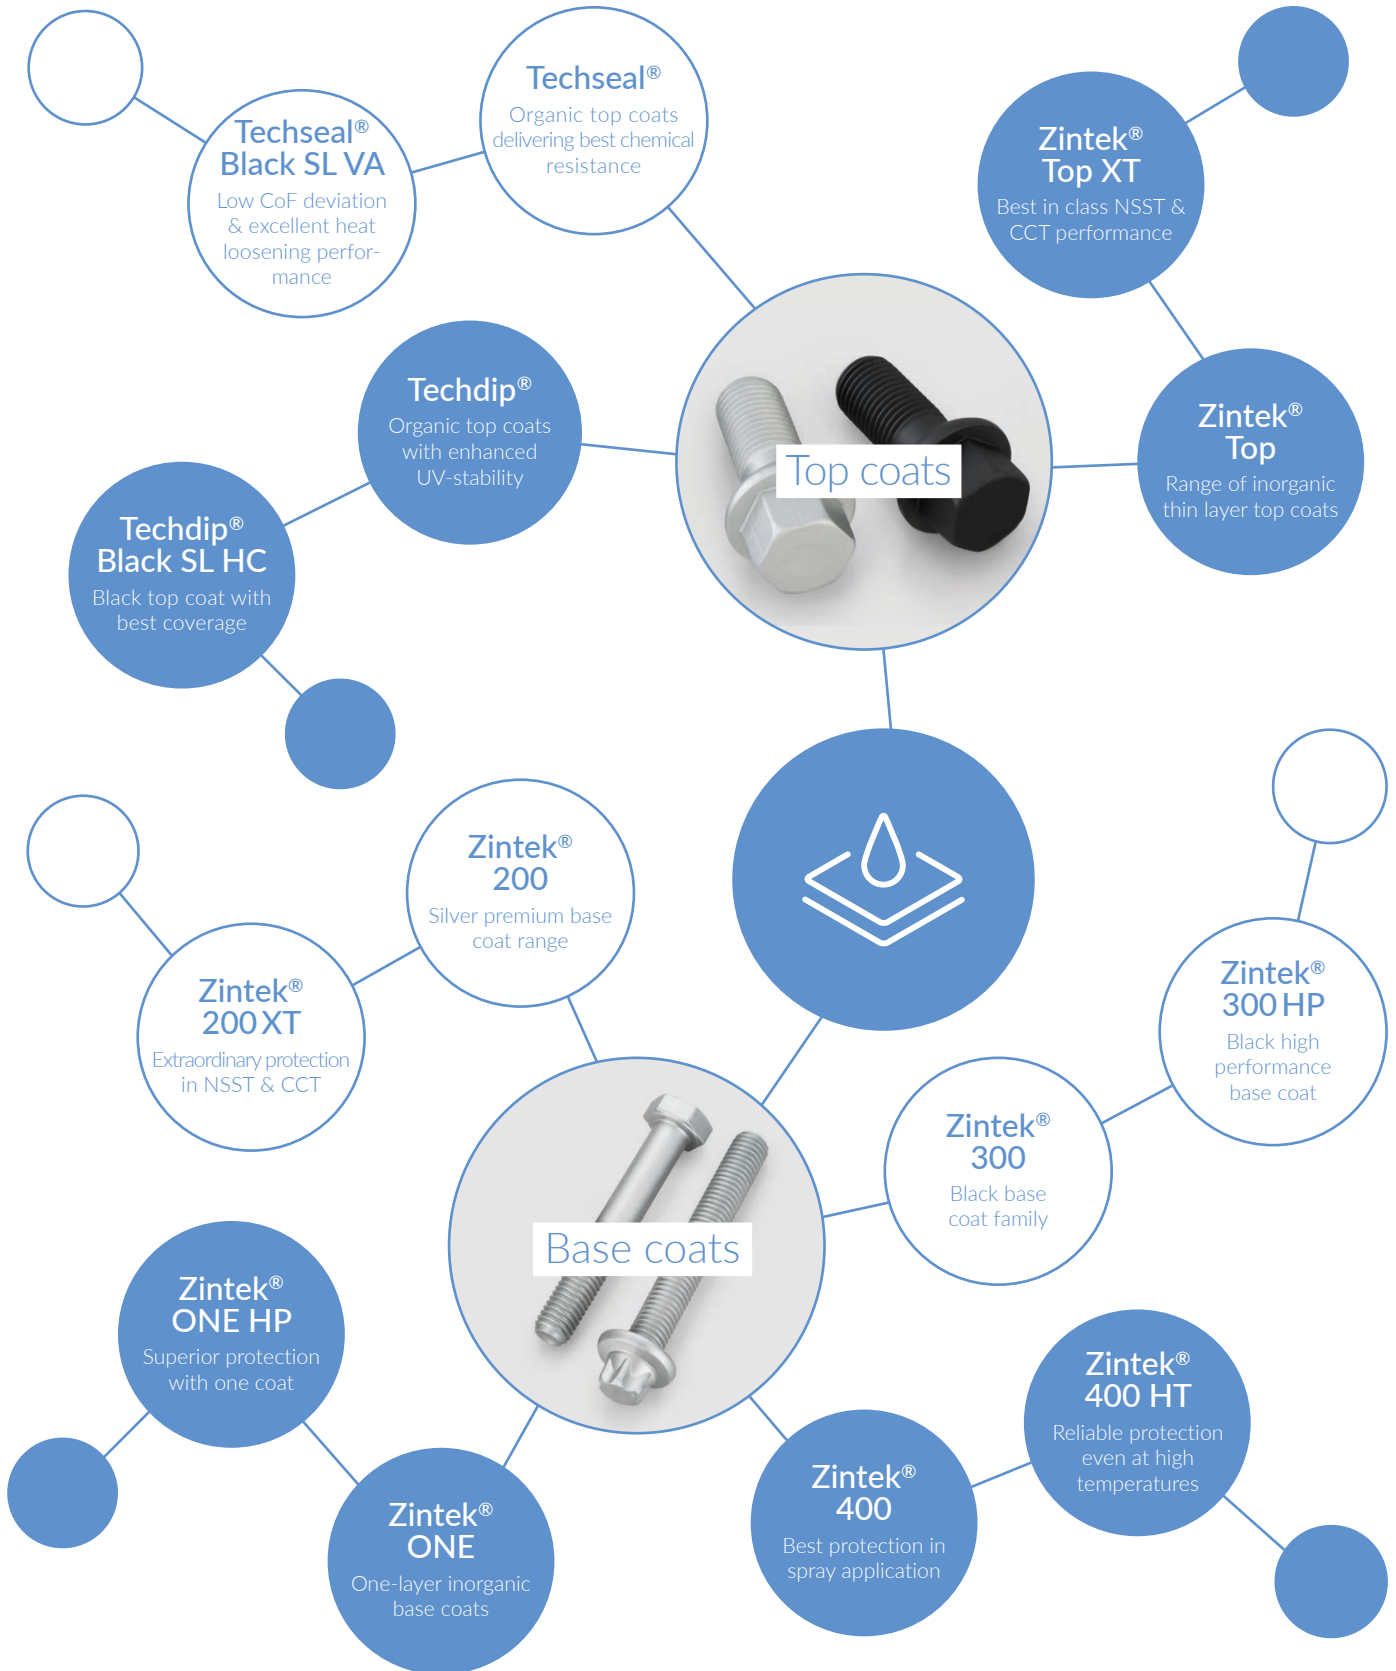 Techseal®
Organic top coats
delivering best chemical
resistance
Techseal®
Black SL VA
Low CoF deviation
& excellent heat
loosening perfor-
mance
Zintek®
Top XT
Best in class NSST &
CCT performance
Techdip®
Organic top coats
with enhanced
UV-stability
Top coats
Zintek®
Top
Range of inorganic
thin layer top coats
Techdip®
Black SL HC
Black top coat with
best coverage
Zintek®
200
Silver premium base
coat range
Zintek®
200 XT
Extraordinary protection
in NSST & CCT
Zintek®
300 HP
Black high
performance
base coat
Zintek®
300
Black base
coat family
Base coats
Zintek®
ONE HP
Superior protection
with one coat
Zintek®
400 HT
Reliable protection
even at high
temperatures
Zintek®
400
Best protection in
spray application
Zintek®
ONE
One-layer inorganic
base coats